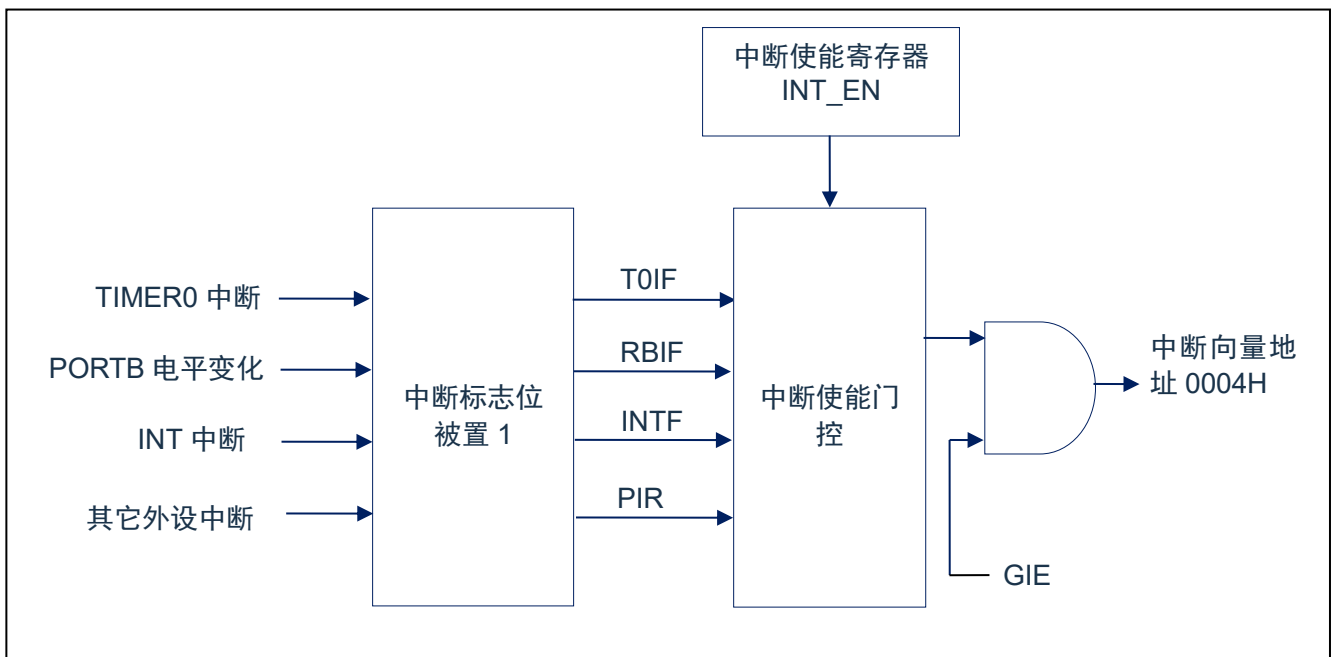 中断使能寄存器
INT_EN
TIMER0 中断
PORTB 电平变化
INT 中断
其它外设中断
中断标志位
被置 1
T0IF
RBIF
INTF
PIR
中断使能门
控
中断向量地
址 0004H
GIE